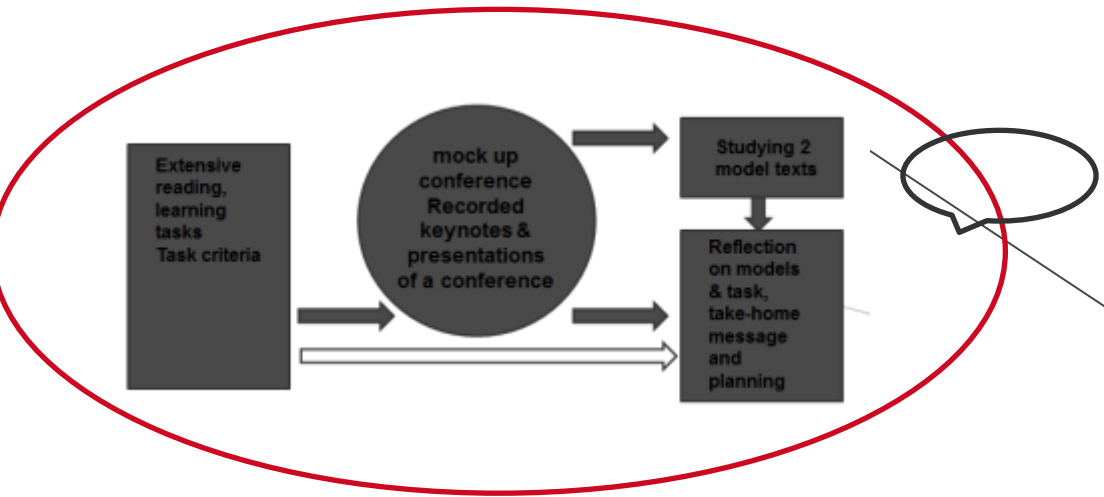 Extensive
reading,
learning
tasks
Task criteria
mock up
conference
Recorded
keynotes &
presentations
of a conference
Studying 2
model texts
Reflection
on models
& task,
take-home
message
and
planning